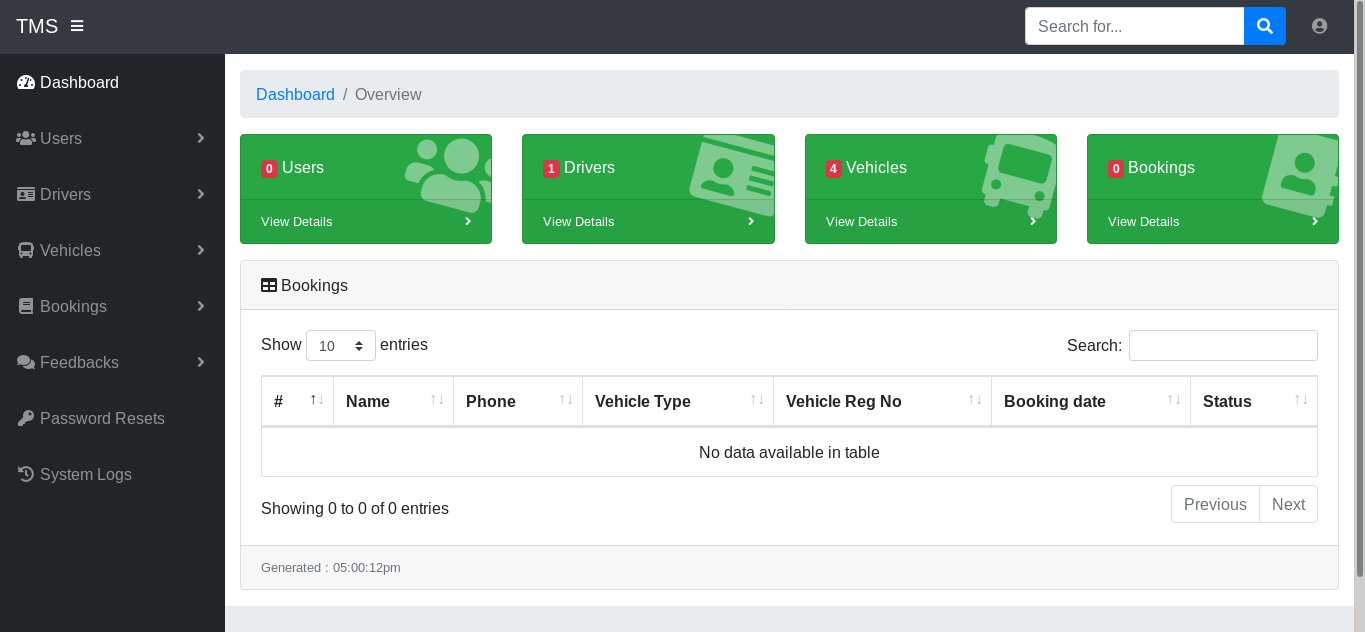 TMS
Search for...
Dashboard
Users
Drivers
Vehicles
Bookings
Feedbacks
Password Resets
System Logs
Dashboard / Overview
0 Users
View Details
1 Drivers
View Details
4 Vehicles
View Details
0 Bookings
View Details
Bookings
Show 10 entries
Search:
# Name Phone Vehicle Type Vehicle Reg No Booking date Status
No data available in table
Showing 0 to 0 of 0 entries
Previous Next
Generated : 05:00:12pm